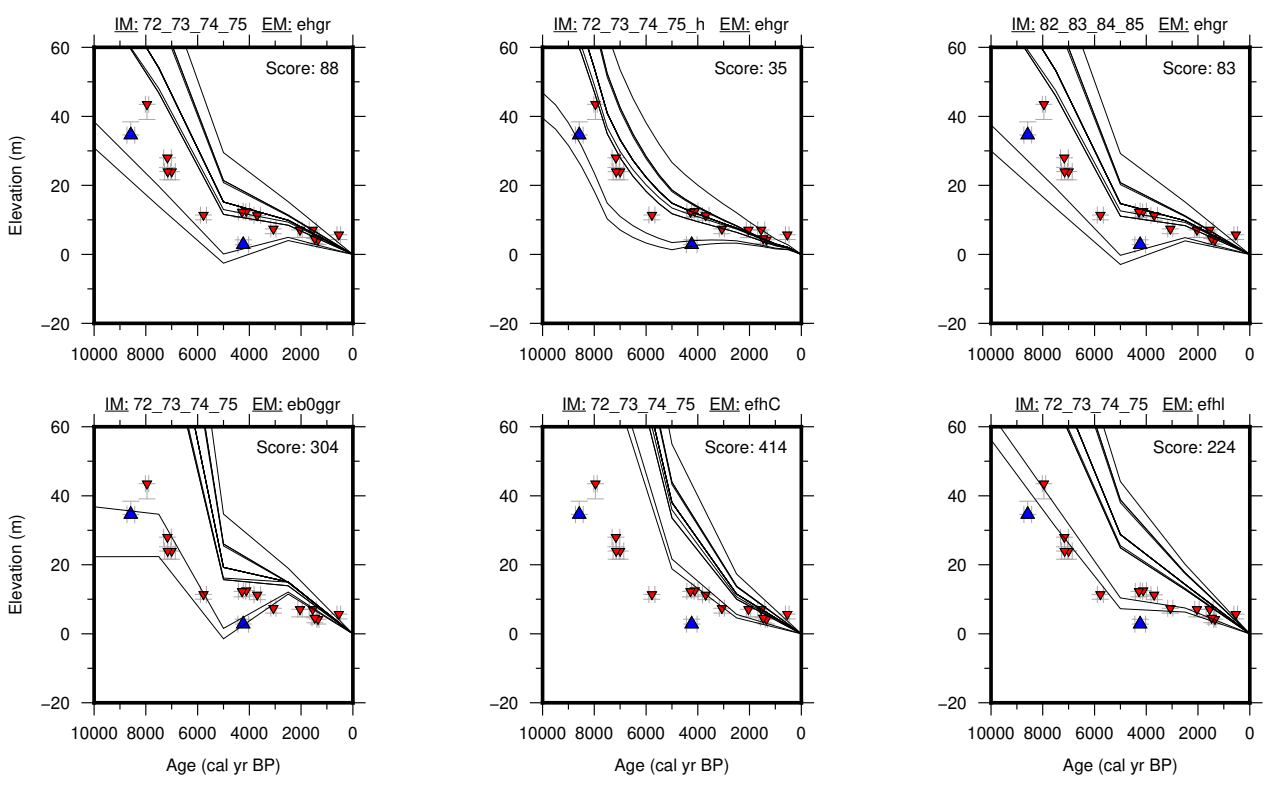 IM: 72_73_74_75 EM: ehgr
IM: 72_73_74_75_h EM: ehgr
IM: 82_83_84_85 EM: ehgr
60
40
20
0
−20
Elevation (m)
Score: 88
10000 8000 6000 4000 2000 0
60
40
20
0
−20
Score: 35
10000 8000 6000 4000 2000 0
60
40
20
0
−20
Score: 83
10000 8000 6000 4000 2000 0
IM: 72_73_74_75 EM: eb0ggr
IM: 72_73_74_75 EM: efhC
IM: 72_73_74_75 EM: efhl
60
40
20
0
−20
Elevation (m)
Score: 304
10000 8000 6000 4000 2000 0
Age (cal yr BP)
60
40
20
0
−20
Score: 414
10000 8000 6000 4000 2000 0
Age (cal yr BP)
60
40
20
0
−20
Score: 224
10000 8000 6000 4000 2000 0
Age (cal yr BP)